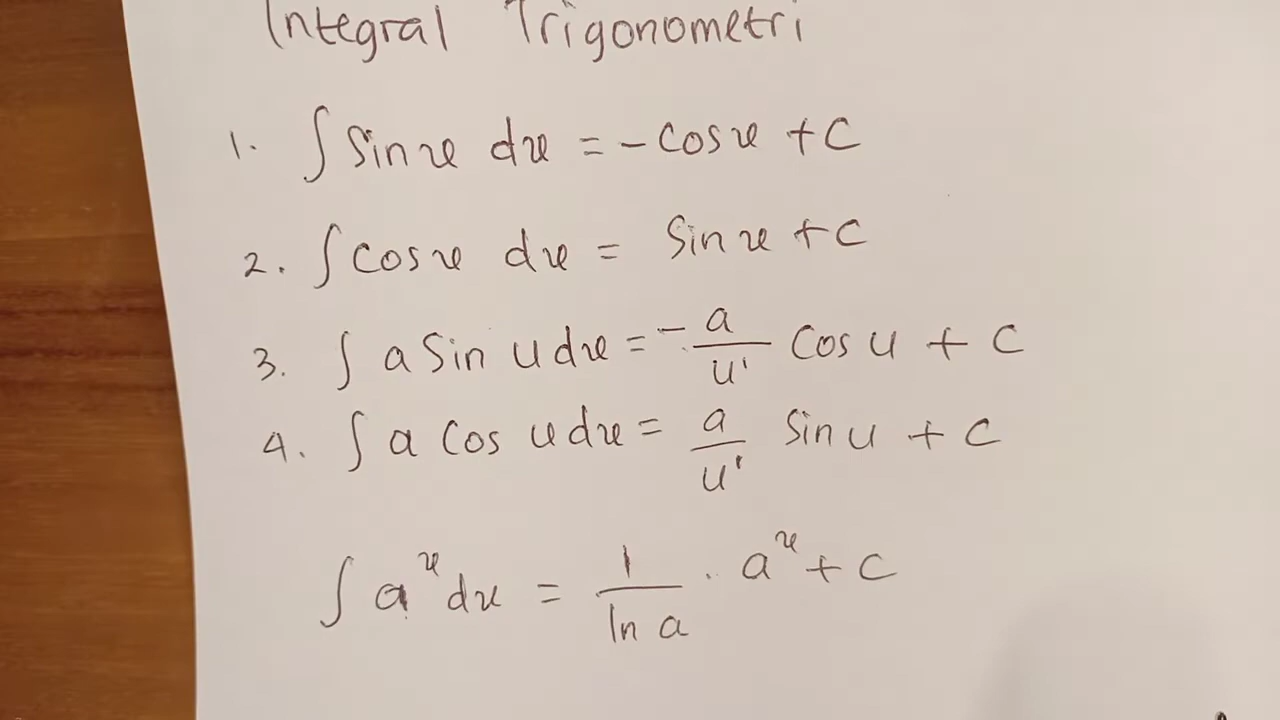 Integral Trigonometri
1. ∫ Sin x dx = - Cos x + C
2. ∫ Cos x dx = Sin x + C
3. ∫ a Sin u dx = - a/u' Cos u + C
4. ∫ a Cos u dx = a/u' Sin u + C
∫ a^x dx = 1/ln a . a^x + C